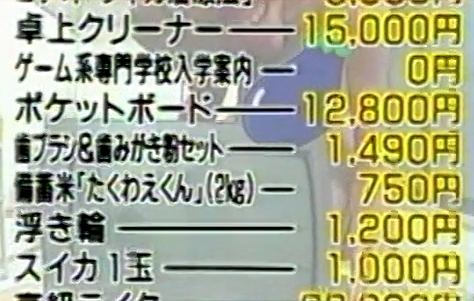 卓上クリーナー 15,000円
ゲーム系専門学校入学案内 0円
ポケットボード 12,800円
歯ブラシ&歯みがき粉セット 1,490円
備蓄米「たくわえくん」(2kg) 750円
浮き輪 1,200円
スイカ1玉 1,000円